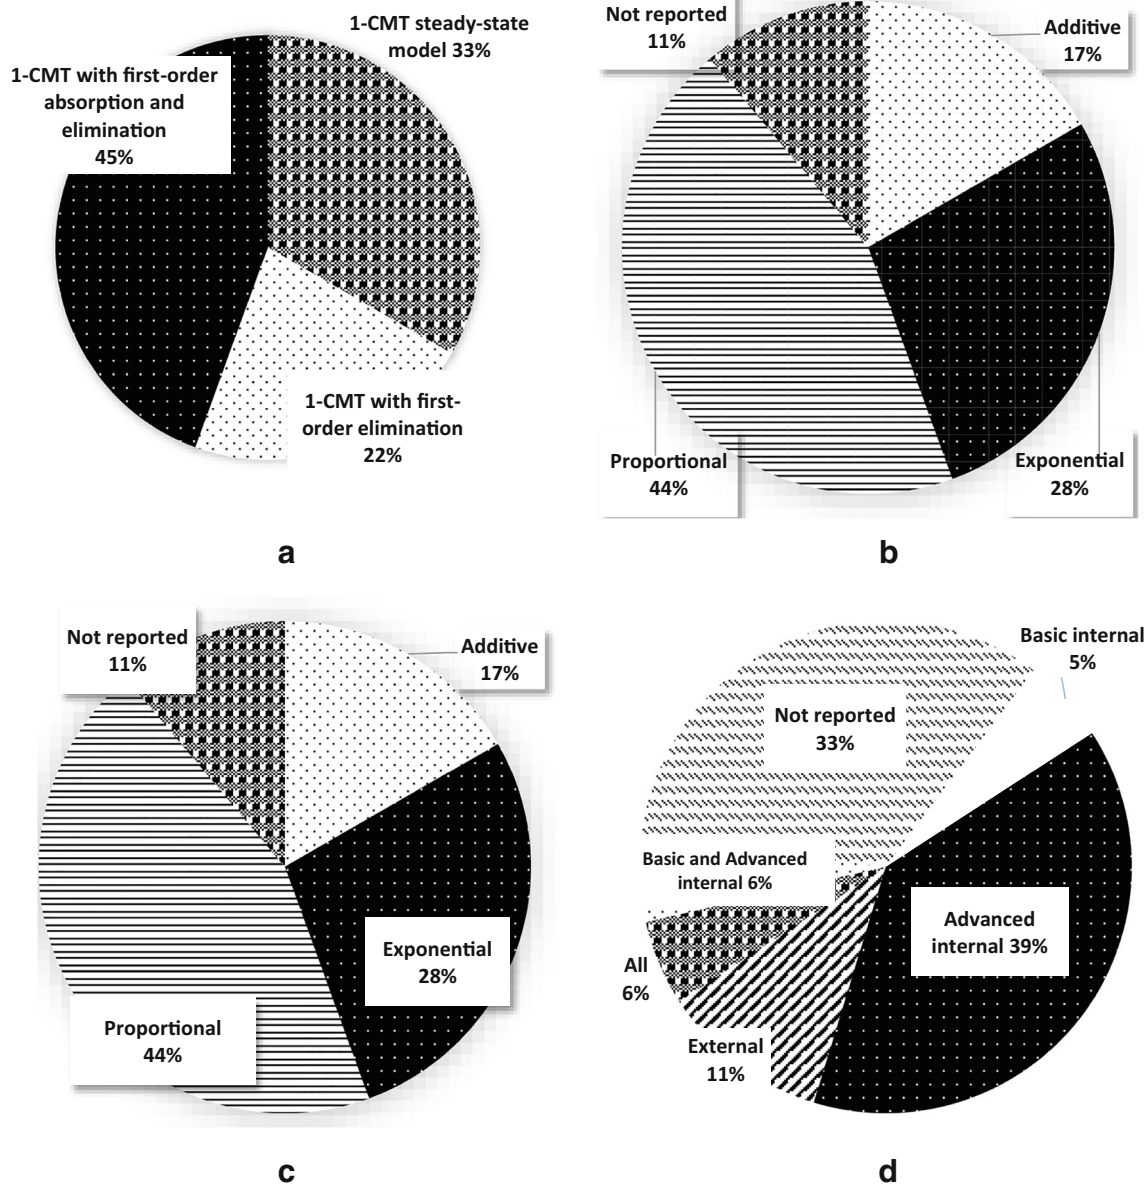 1-CMT steady-state
model 33%
1-CMT with first-order
absorption and
elimination
45%
1-CMT with first-
order elimination
22%
a
Not reported
11%
Additive
17%
Proportional
44%
Exponential
28%
b
Not reported
11%
Additive
17%
Exponential
28%
Proportional
44%
c
Basic internal
5%
Not reported
33%
Basic and Advanced
internal 6%
Advanced
internal 39%
All
6%
External
11%
d